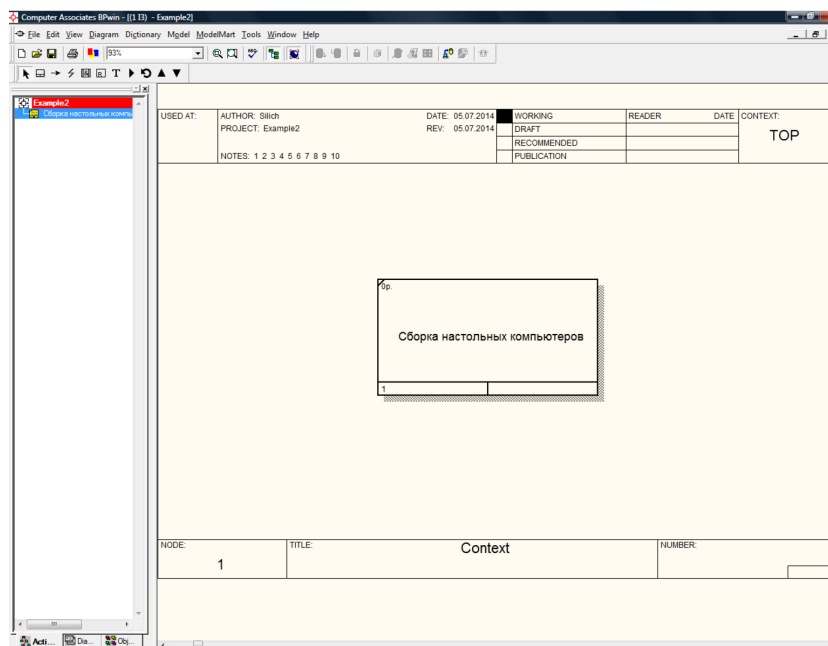 Computer Associates BPwin - [(1 I3) - Example2]
File Edit View Diagram Dictionary Model ModelMart Tools Window Help
93%
Example2
Сборка настольных компь
USED AT:
AUTHOR: Silich
DATE: 05.07.2014
WORKING
READER
DATE
CONTEXT:
PROJECT: Example2
REV: 05.07.2014
DRAFT
TOP
RECOMMENDED
NOTES: 1 2 3 4 5 6 7 8 9 10
PUBLICATION
0р.
Сборка настольных компьютеров
1
NODE:
TITLE:
Context
NUMBER:
1
Acti...
Dia...
Obj...